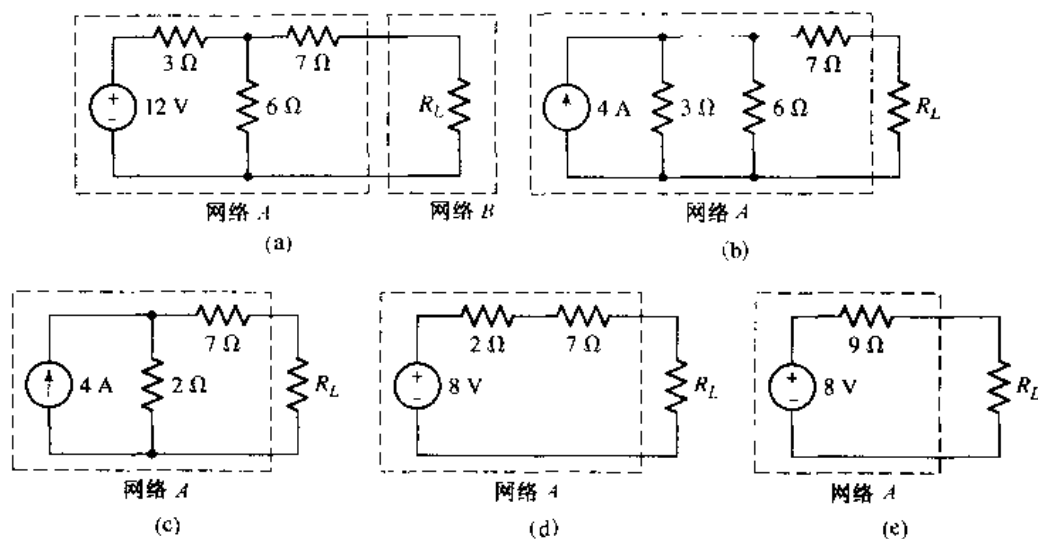 3 Ω
7 Ω
+
12 V
-
6 Ω
R_L
网络 A
网络 B
(a)
7 Ω
4 A
3 Ω
6 Ω
R_L
网络 A
(b)
7 Ω
4 A
2 Ω
R_L
网络 A
(c)
2 Ω
7 Ω
+
8 V
-
R_L
网络 A
(d)
9 Ω
+
8 V
-
R_L
网络 A
(e)